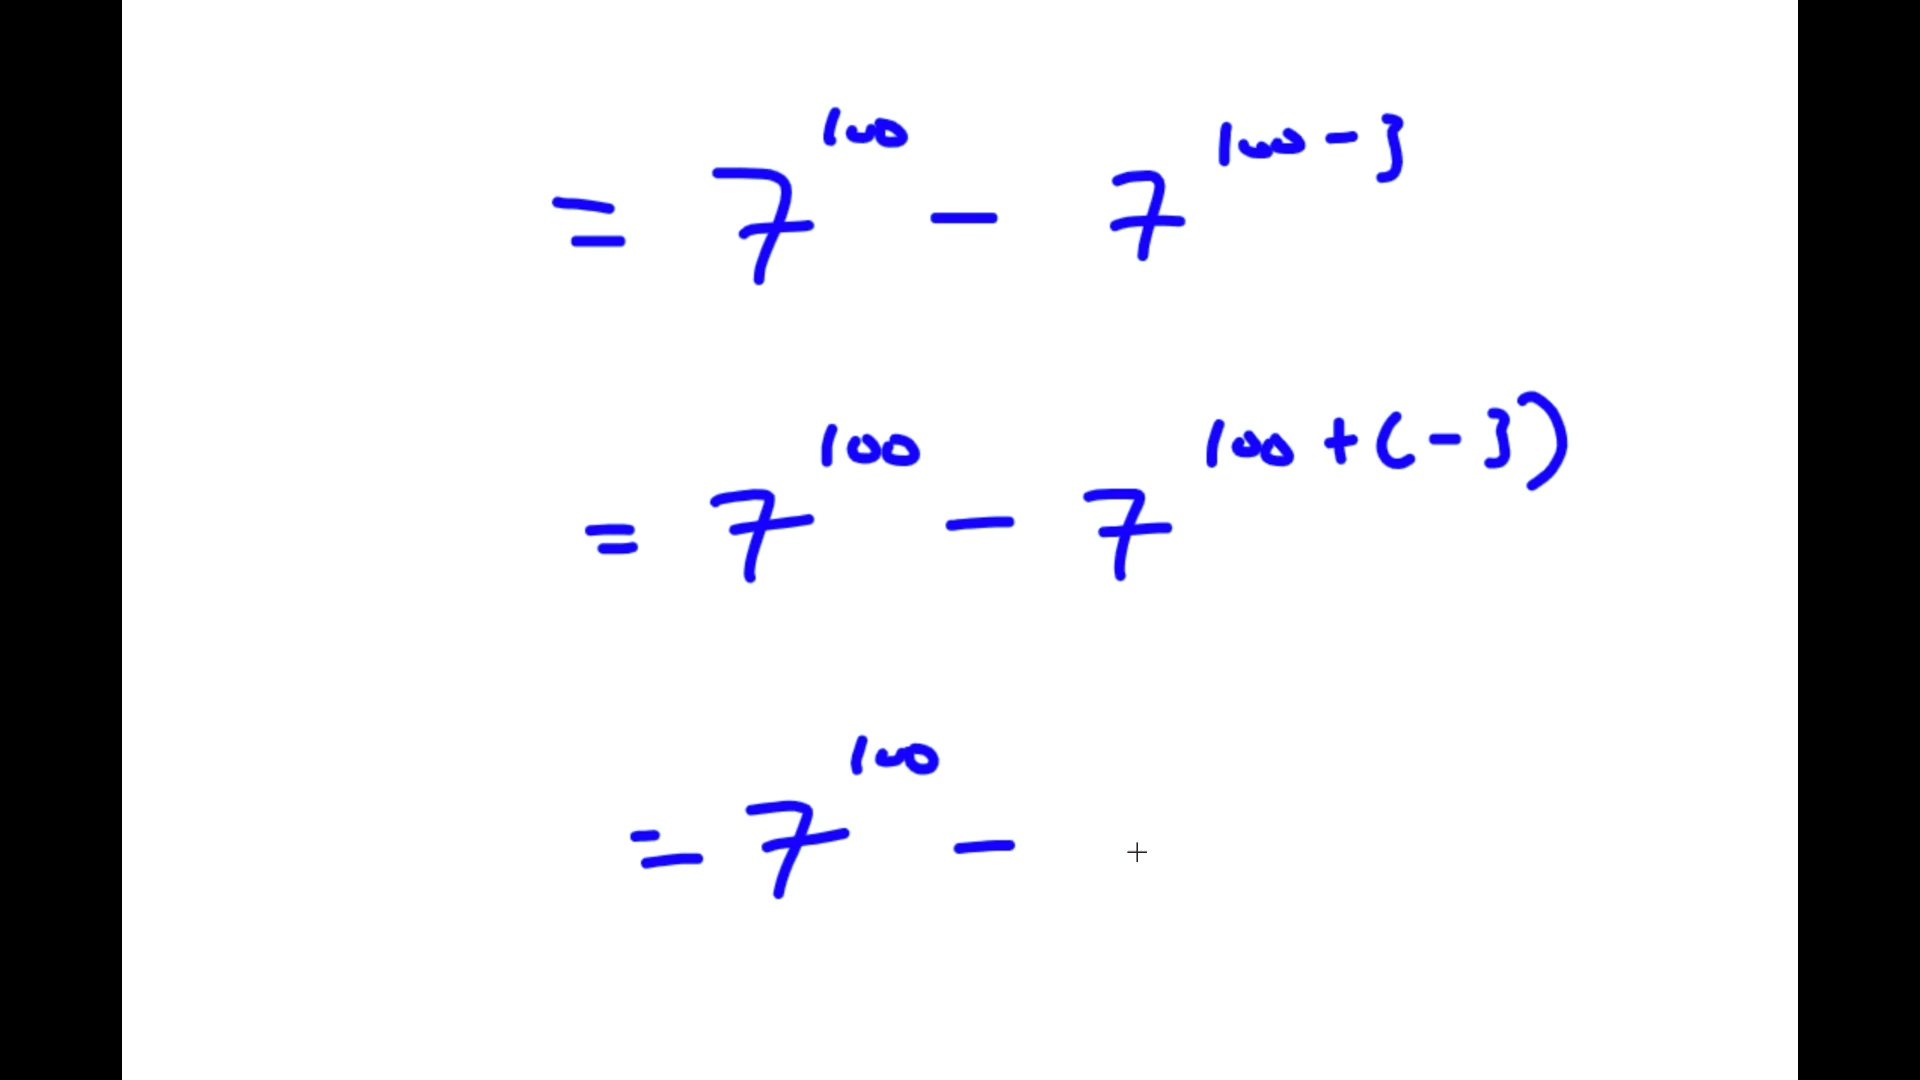 = 7^100 - 7^100-3
= 7^100 - 7^100+(-3)
= 7^100 -